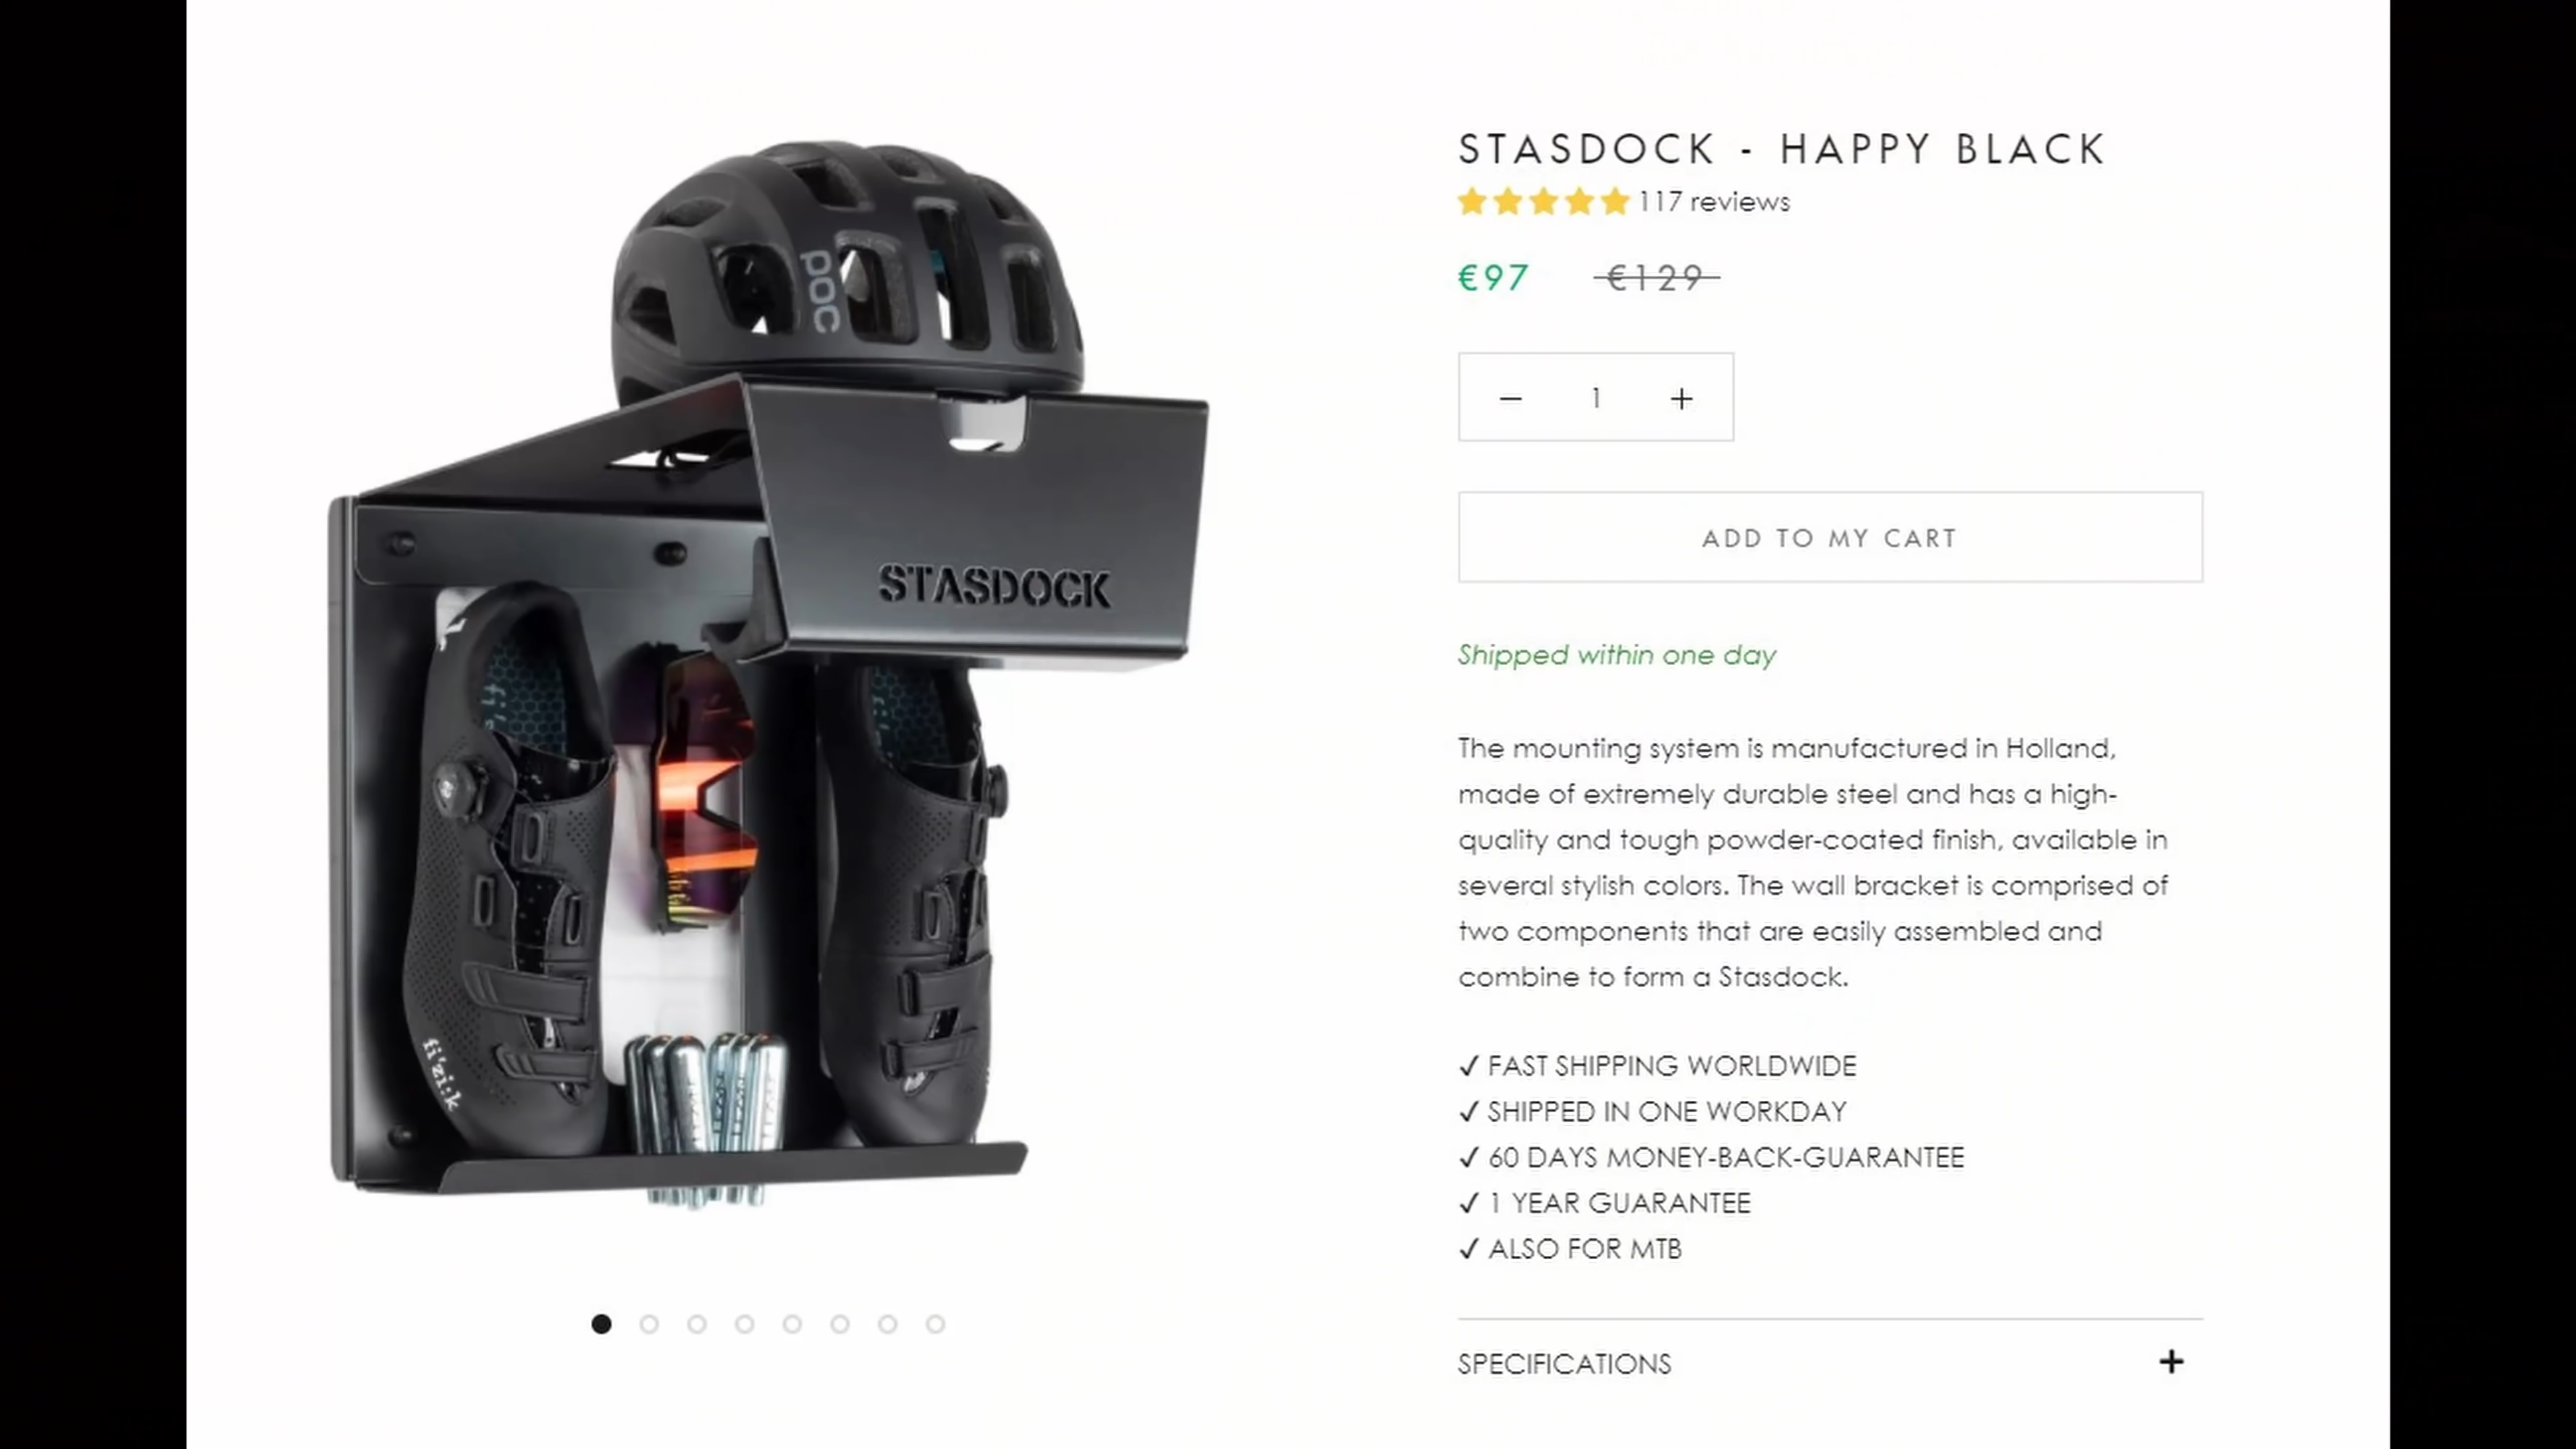 poc
STASDOCK
fi'zi:k
STASDOCK - HAPPY BLACK
117 reviews
€97 €129
− 1 +
ADD TO MY CART
Shipped within one day
The mounting system is manufactured in Holland,
made of extremely durable steel and has a high-
quality and tough powder-coated finish, available in
several stylish colors. The wall bracket is comprised of
two components that are easily assembled and
combine to form a Stasdock.
✓ FAST SHIPPING WORLDWIDE
✓ SHIPPED IN ONE WORKDAY
✓ 60 DAYS MONEY-BACK-GUARANTEE
✓ 1 YEAR GUARANTEE
✓ ALSO FOR MTB
SPECIFICATIONS +